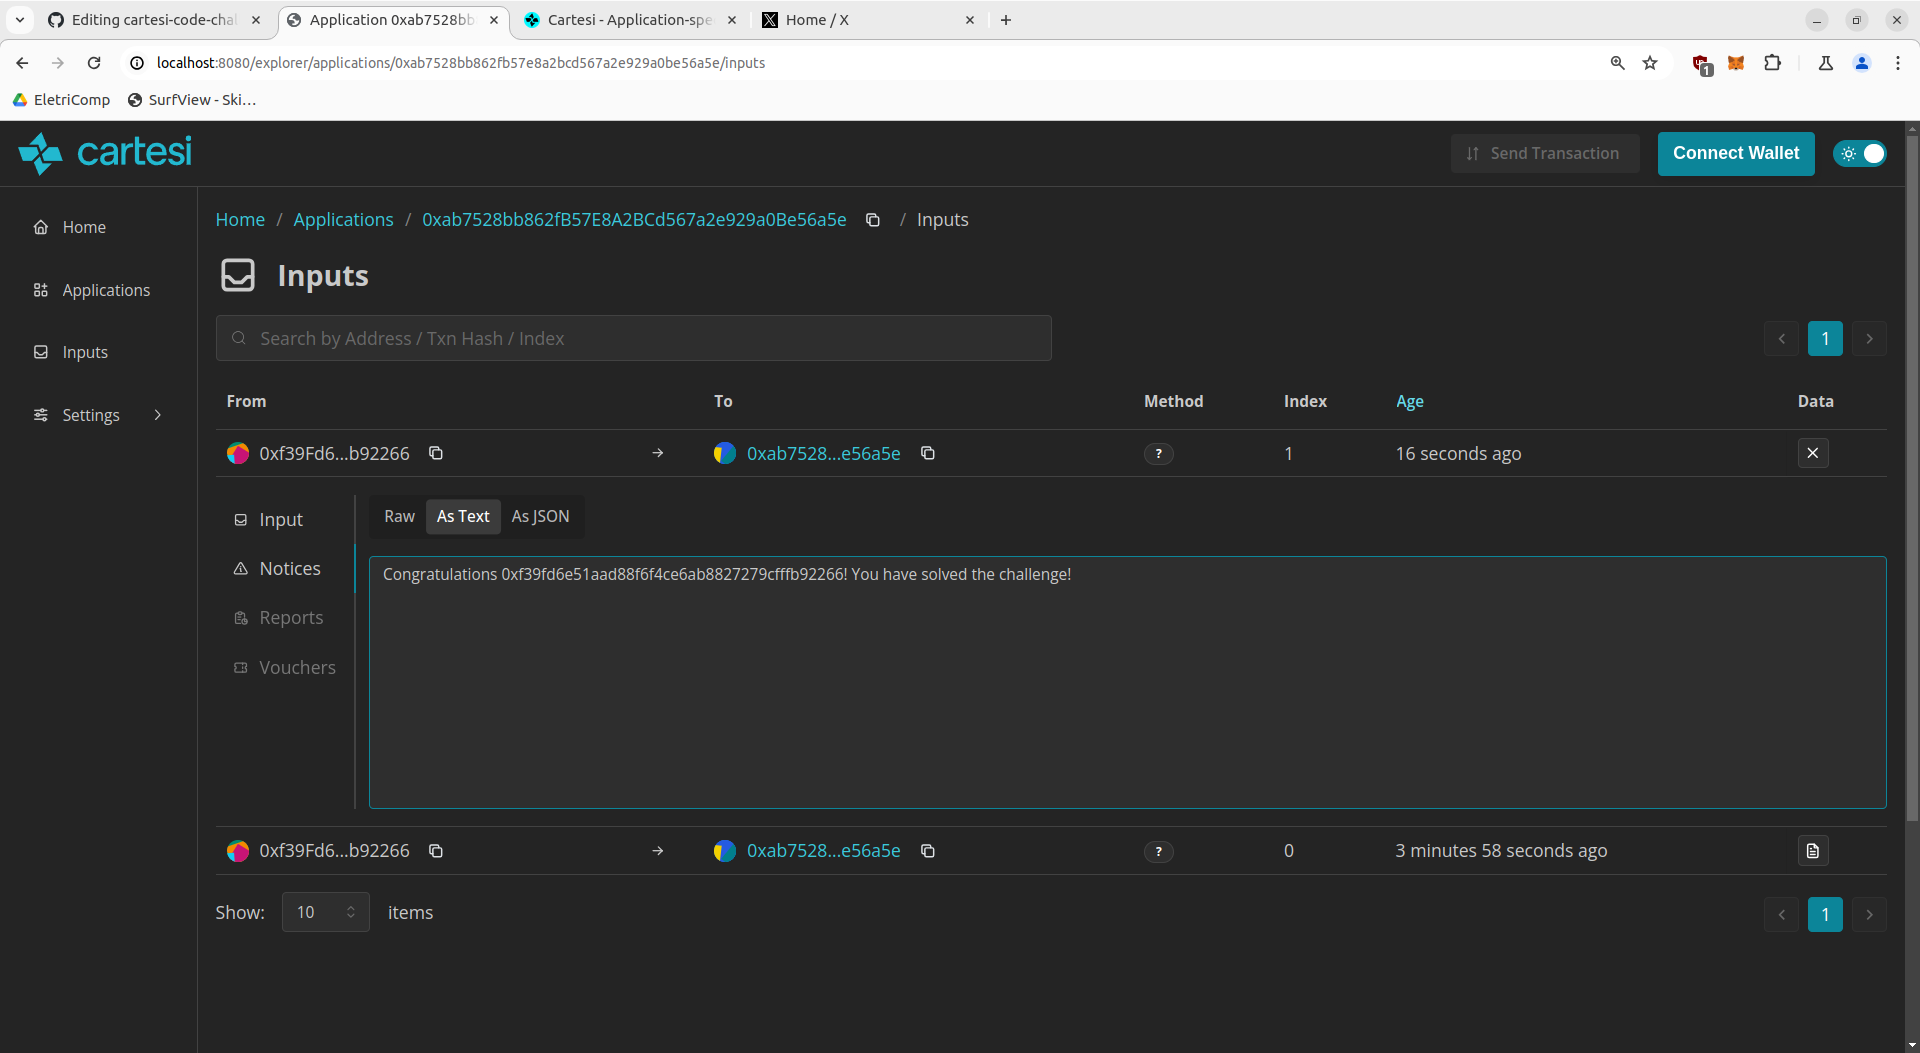 Editing cartesi-code-chal
Application 0xab7528bb
Cartesi - Application-spe
Home / X
localhost:8080/explorer/applications/0xab7528bb862fb57e8a2bcd567a2e929a0be56a5e/inputs
1
EletriComp
SurfView - Ski...
cartesi
Send Transaction
Connect Wallet
Home
Applications
Inputs
Settings
Home / Applications / 0xab7528bb862fB57E8A2BCd567a2e929a0Be56a5e / Inputs
Inputs
Search by Address / Txn Hash / Index
1
From To Method Index Age Data
0xf39Fd6...b92266 → 0xab7528...e56a5e ? 1 16 seconds ago
Input
Notices
Reports
Vouchers
Raw As Text As JSON
Congratulations 0xf39fd6e51aad88f6f4ce6ab8827279cfffb92266! You have solved the challenge!
0xf39Fd6...b92266 → 0xab7528...e56a5e ? 0 3 minutes 58 seconds ago
Show: 10 items
1